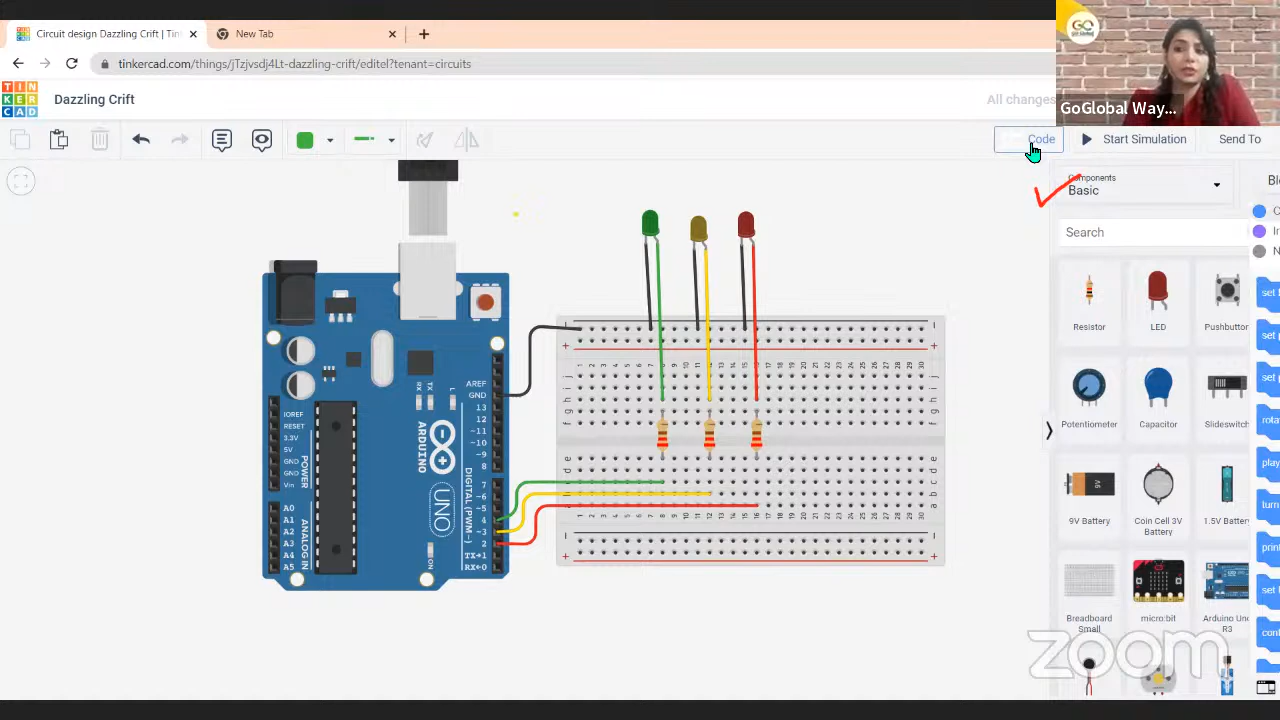 Circuit design Dazzling Crift | Tin
New Tab
tinkercad.com/things/jTzjvsdj4Lt-dazzling-crift/editel?tenant=circuits
TIN
KER
CAD
Dazzling Crift
All changes
GO
GoGlobal Way...
Code
Start Simulation
Send To
Components
Basic
Search
Resistor
LED
Pushbutton
Potentiometer
Capacitor
Slideswitch
9V Battery
Coin Cell 3V
Battery
1.5V Battery
Breadboard
Small
micro:bit
Arduino Uno
R3
AREF
GND
13
12
~11
~10
~9
8
7
~6
~5
4
~3
2
TX→1
RX←0
DIGITAL (PWM~)
IOREF
RESET
3.3V
5V
GND
GND
Vin
POWER
A0
A1
A2
A3
A4
A5
ANALOG IN
TX
RX
L
ON
ARDUINO
UNO
zoom